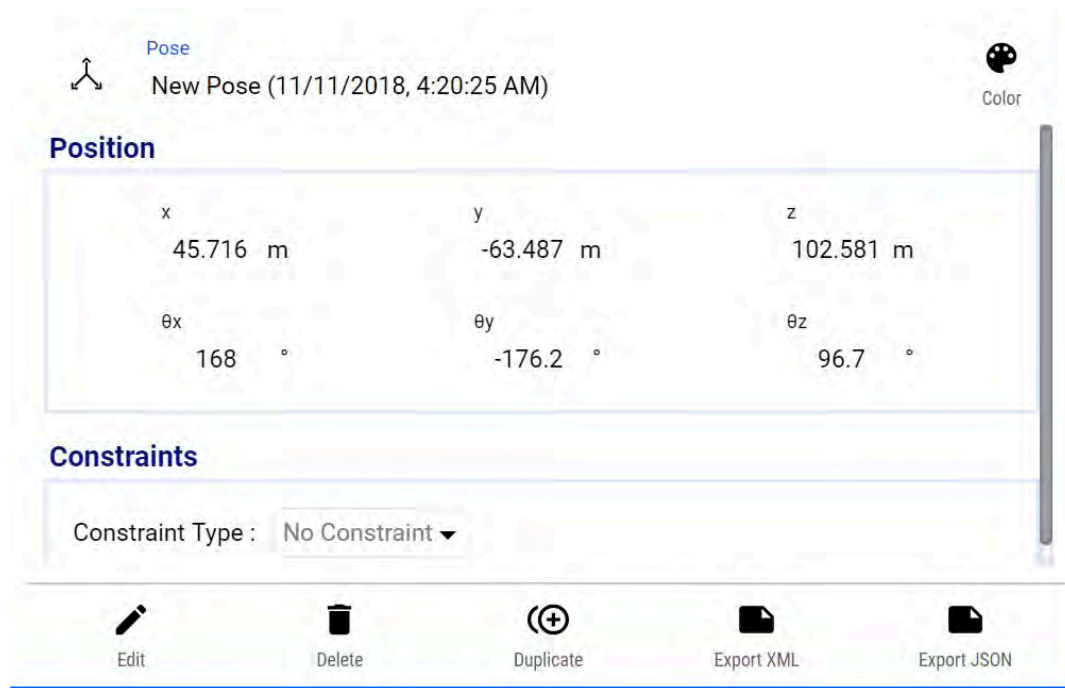 Pose
New Pose (11/11/2018, 4:20:25 AM)
Color
Position
x y z
45.716 m -63.487 m 102.581 m
θx θy θz
168 ° -176.2 ° 96.7 °
Constraints
Constraint Type : No Constraint
Edit Delete Duplicate Export XML Export JSON